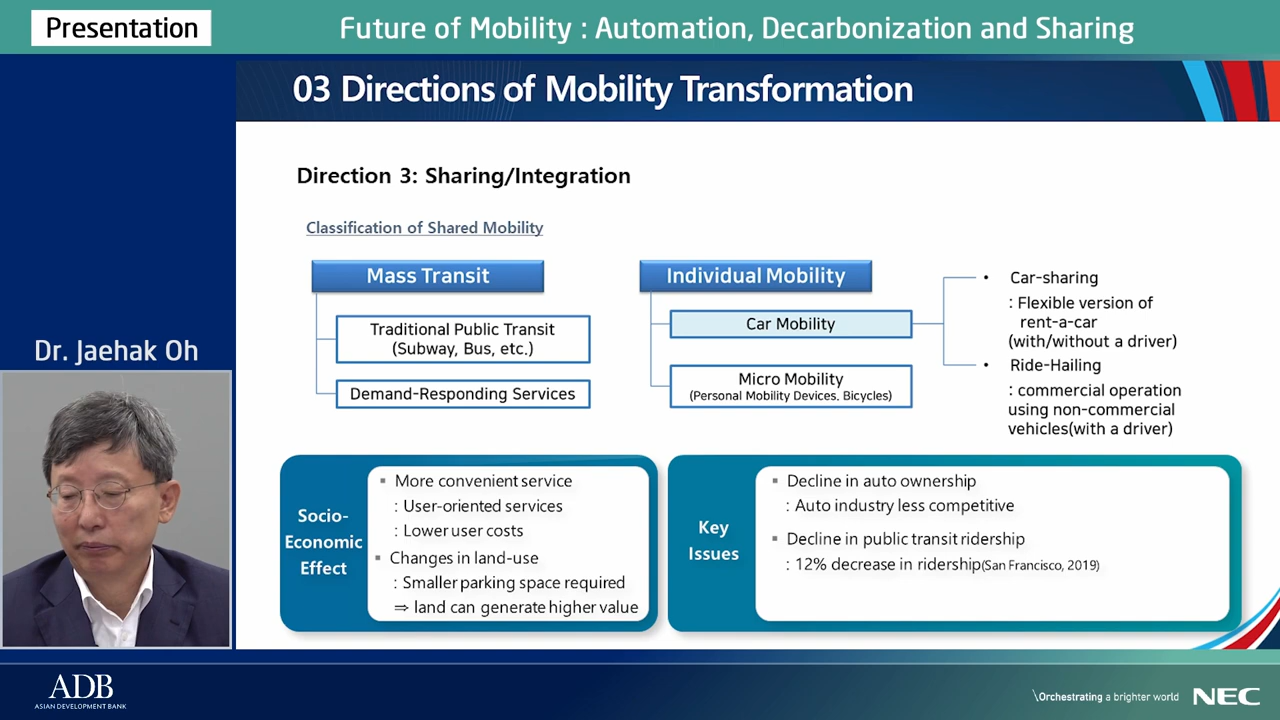 Presentation
Future of Mobility : Automation, Decarbonization and Sharing
03 Directions of Mobility Transformation
Direction 3: Sharing/Integration
Classification of Shared Mobility
Mass Transit
Traditional Public Transit
(Subway, Bus, etc.)
Demand-Responding Services
Individual Mobility
Car Mobility
Micro Mobility
(Personal Mobility Devices, Bicycles)
• Car-sharing
: Flexible version of
rent-a-car
(with/without a driver)
• Ride-Hailing
: commercial operation
using non-commercial
vehicles(with a driver)
Dr. Jaehak Oh
Socio-
Economic
Effect
▪ More convenient service
: User-oriented services
: Lower user costs
▪ Changes in land-use
: Smaller parking space required
⇒ land can generate higher value
Key
Issues
▪ Decline in auto ownership
: Auto industry less competitive
▪ Decline in public transit ridership
: 12% decrease in ridership(San Francisco, 2019)
ADB
ASIAN DEVELOPMENT BANK
\Orchestrating a brighter world
NEC